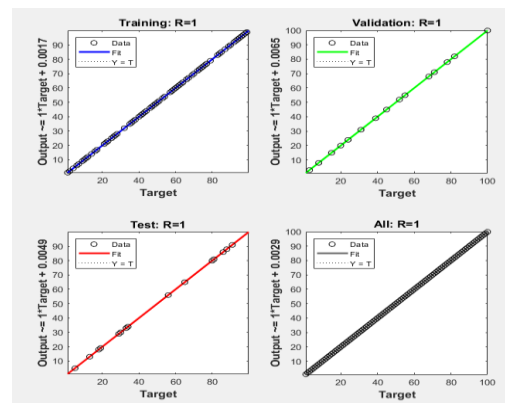 Training: R=1
Output ~= 1*Target + 0.0017
Data
Fit
Y = T
90
80
70
60
50
40
30
20
10
20 40 60 80
Target
Validation: R=1
Output ~= 1*Target + 0.0065
Data
Fit
Y = T
100
90
80
70
60
50
40
30
20
10
20 40 60 80 100
Target
Test: R=1
Output ~= 1*Target + 0.0049
Data
Fit
Y = T
90
80
70
60
50
40
30
20
10
20 40 60 80
Target
All: R=1
Output ~= 1*Target + 0.0029
Data
Fit
Y = T
100
90
80
70
60
50
40
30
20
10
20 40 60 80 100
Target